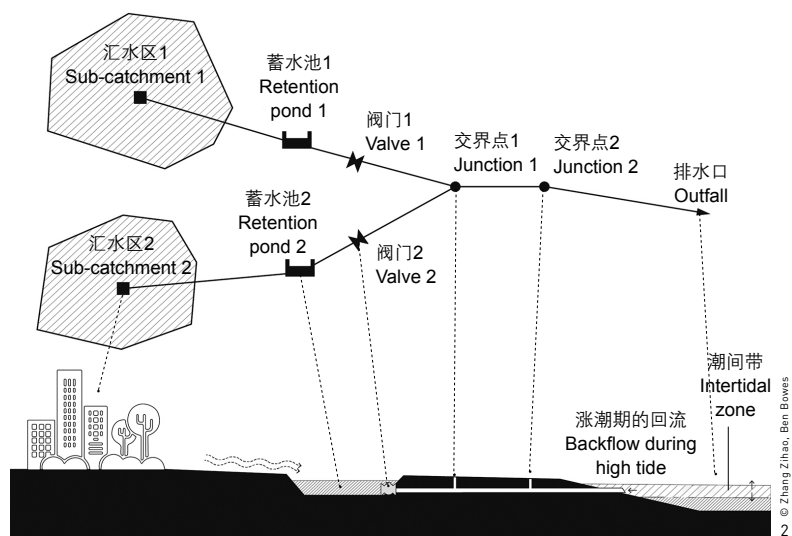 汇水区1
Sub-catchment 1
蓄水池1
Retention
pond 1
阀门1
Valve 1
交界点1
Junction 1
交界点2
Junction 2
排水口
Outfall
汇水区2
Sub-catchment 2
蓄水池2
Retention
pond 2
阀门2
Valve 2
潮间带
Intertidal
zone
涨潮期的回流
Backflow during
high tide
© Zhang Zihao, Ben Bowes
2